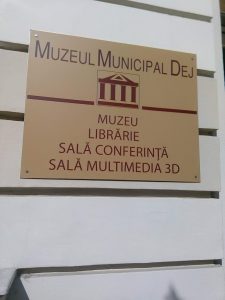 MUZEUL MUNICIPAL DEJ
MUZEU
LIBRĂRIE
SALĂ CONFERINȚĂ
SALĂ MULTIMEDIA 3D